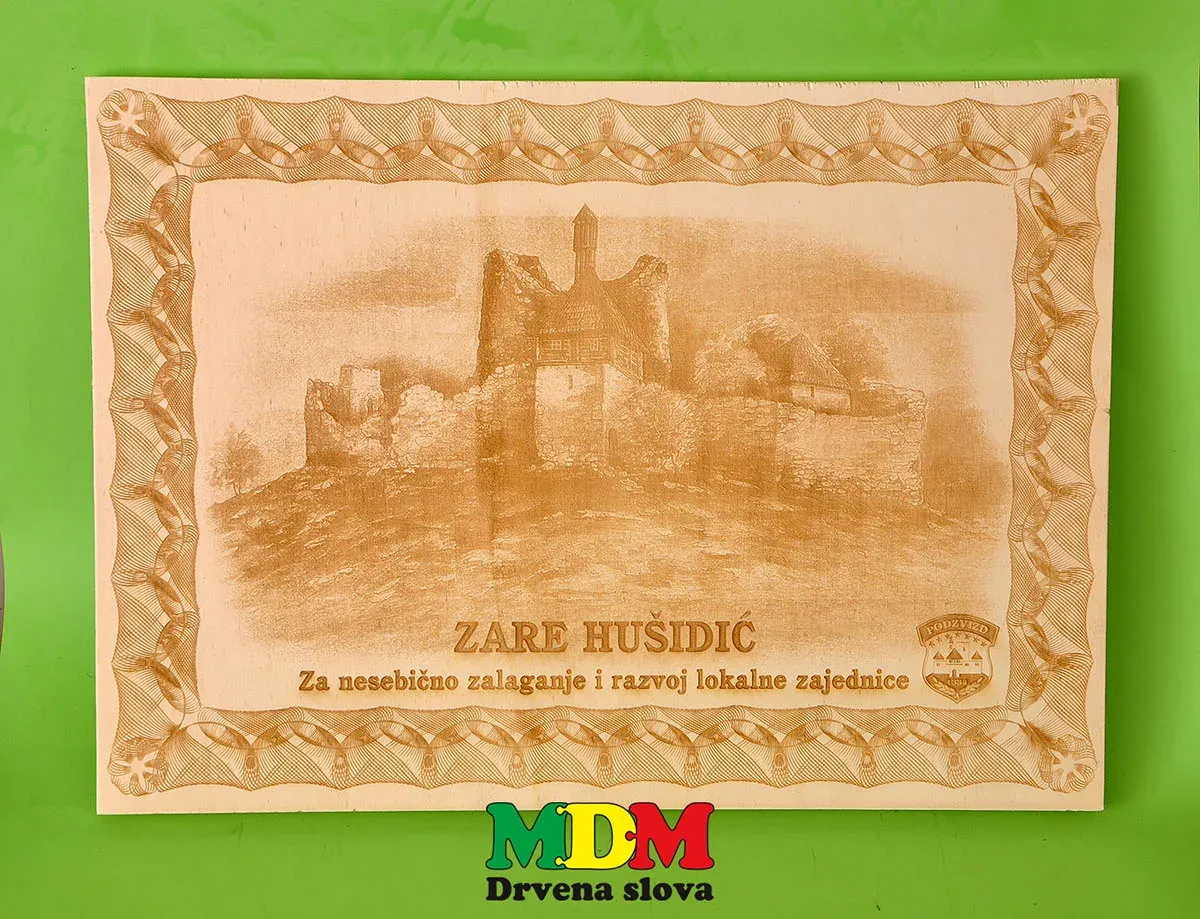 ZARE HUŠIDIĆ
Za nesebično zalaganje i razvoj lokalne zajednice
PODZVIZD
MDM
Drvena slova